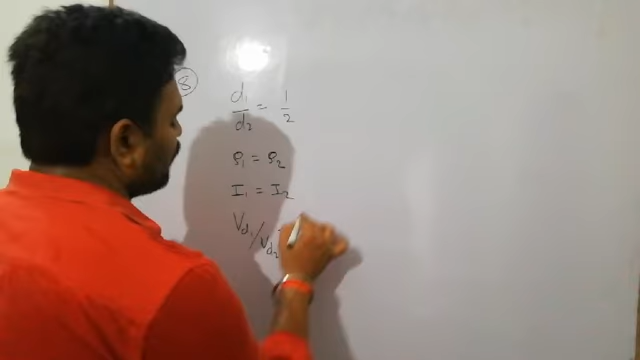 8
d₁/d₂ = 1/2
ρ₁ = ρ₂
I₁ = I₂
Vd₁/Vd₂